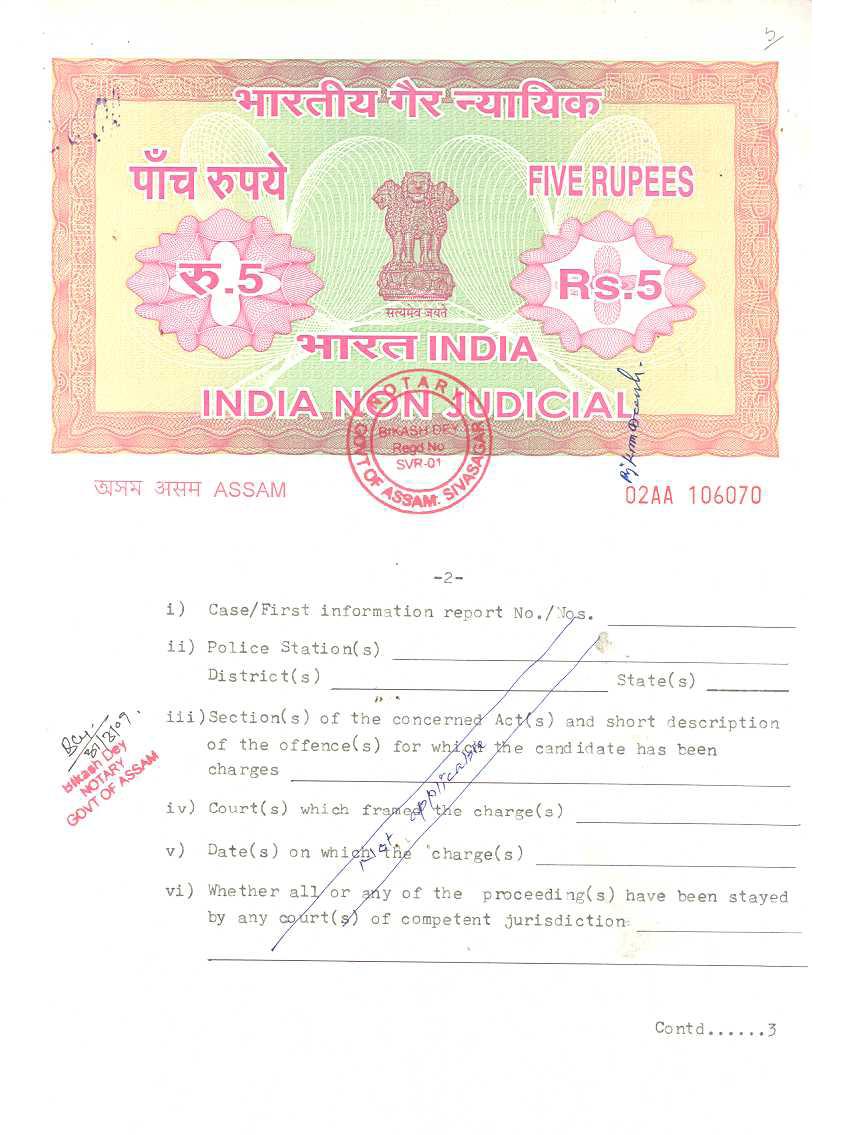 5
भारतीय गैर न्यायिक
पाँच रुपये
FIVE RUPEES
रु.5
Rs.5
सत्यमेव जयते
भारत INDIA
INDIA NON JUDICIAL
NOTARY
BIKASH DEY
Regd No
SVR-01
GOVT OF ASSAM. SIVASAGAR
অসম असम ASSAM
02AA 106070
-2-
i) Case/First information report No./Nos.
ii) Police Station(s)
District(s) State(s)
iii) Section(s) of the concerned Act(s) and short description
of the offence(s) for which the candidate has been
charges
iv) Court(s) which framed the charge(s)
v) Date(s) on which the charge(s)
vi) Whether all or any of the proceeding(s) have been stayed
by any court(s) of competent jurisdiction
Not applicable
Bikash Dey
NOTARY
GOVT OF ASSAM
Contd......3